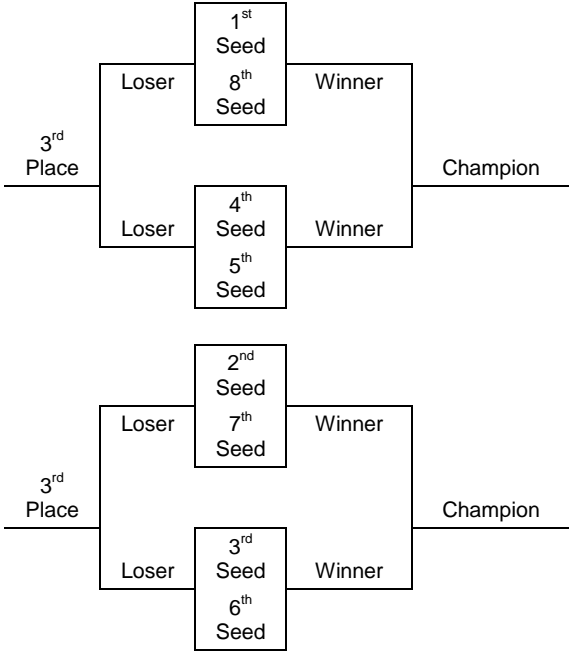 1st
Seed
Loser
8th
Winner
Seed
3rd
Place
Champion
4th
Loser
Seed
Winner
5th
Seed
2nd
Seed
Loser
7th
Winner
Seed
3rd
Place
Champion
3rd
Loser
Seed
Winner
6th
Seed